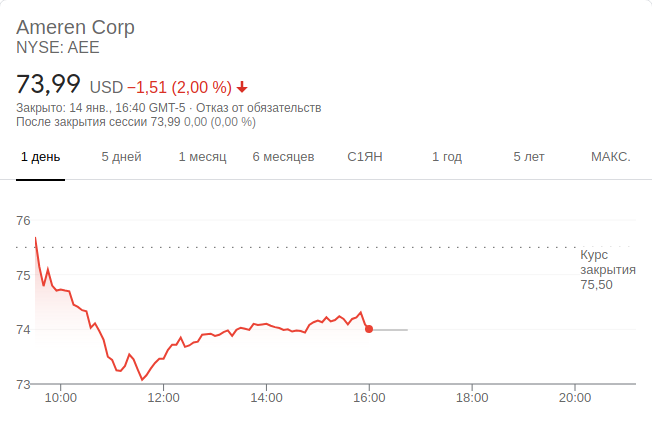 Ameren Corp
NYSE: AEE
73,99 USD −1,51 (2,00 %)
Закрыто: 14 янв., 16:40 GMT-5 · Отказ от обязательств
После закрытия сессии 73,99 0,00 (0,00 %)
1 день 5 дней 1 месяц 6 месяцев С1ЯН 1 год 5 лет МАКС.
76
Курс
закрытия
75,50
75
74
73
10:00 12:00 14:00 16:00 18:00 20:00